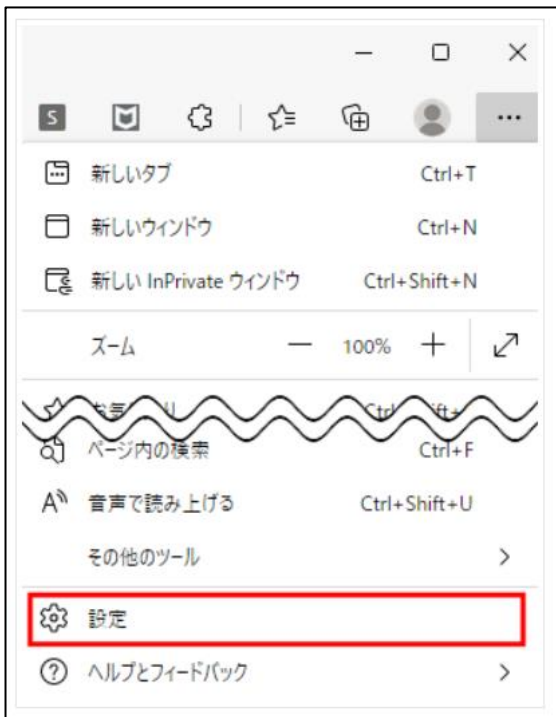 S
新しいタブ Ctrl+T
新しいウィンドウ Ctrl+N
新しい InPrivate ウィンドウ Ctrl+Shift+N
ズーム 100%
ページ内の検索 Ctrl+F
A 音声で読み上げる Ctrl+Shift+U
その他のツール
設定
ヘルプとフィードバック